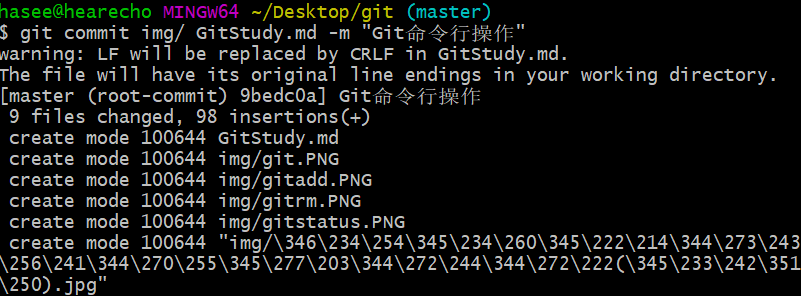 hasee@hearecho MINGW64 ~/Desktop/git (master)
$ git commit img/ GitStudy.md -m "Git命令行操作"
warning: LF will be replaced by CRLF in GitStudy.md.
The file will have its original line endings in your working directory.
[master (root-commit) 9bedc0a] Git命令行操作
 9 files changed, 98 insertions(+)
 create mode 100644 GitStudy.md
 create mode 100644 img/git.PNG
 create mode 100644 img/gitadd.PNG
 create mode 100644 img/gitrm.PNG
 create mode 100644 img/gitstatus.PNG
 create mode 100644 "img/\346\234\254\345\234\260\345\222\214\344\273\243
\256\241\344\270\255\345\277\203\344\272\244\344\272\222(\345\233\242\351
\250).jpg"